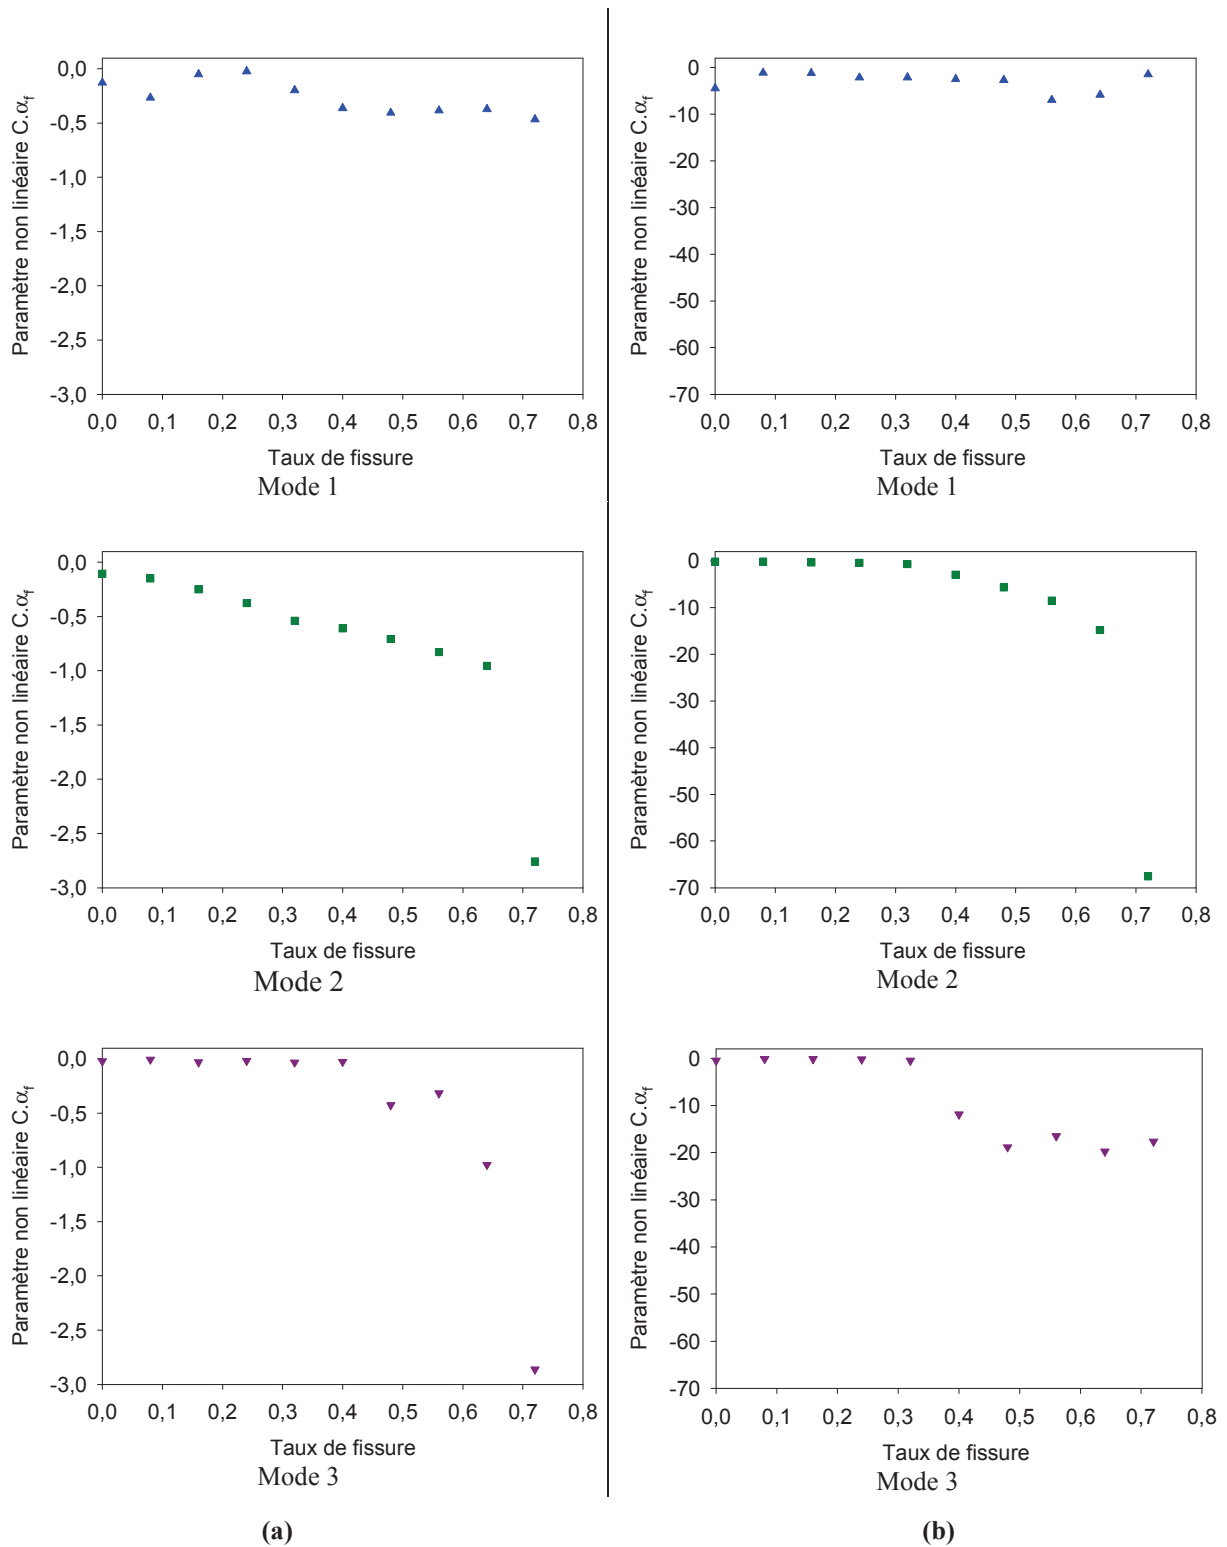 0,0
-0,5
-1,0
-1,5
-2,0
-2,5
-3,0
Paramètre non linéaire C.αf
0,0 0,1 0,2 0,3 0,4 0,5 0,6 0,7 0,8
Taux de fissure
Mode 1
0
-10
-20
-30
-40
-50
-60
-70
Paramètre non linéaire C.αf
0,0 0,1 0,2 0,3 0,4 0,5 0,6 0,7 0,8
Taux de fissure
Mode 1
0,0
-0,5
-1,0
-1,5
-2,0
-2,5
-3,0
Paramètre non linéaire C.αf
0,0 0,1 0,2 0,3 0,4 0,5 0,6 0,7 0,8
Taux de fissure
Mode 2
0
-10
-20
-30
-40
-50
-60
-70
Paramètre non linéaire C.αf
0,0 0,1 0,2 0,3 0,4 0,5 0,6 0,7 0,8
Taux de fissure
Mode 2
0,0
-0,5
-1,0
-1,5
-2,0
-2,5
-3,0
Paramètre non linéaire C.αf
0,0 0,1 0,2 0,3 0,4 0,5 0,6 0,7 0,8
Taux de fissure
Mode 3
0
-10
-20
-30
-40
-50
-60
-70
Paramètre non linéaire C.αf
0,0 0,1 0,2 0,3 0,4 0,5 0,6 0,7 0,8
Taux de fissure
Mode 3
(a)
(b)